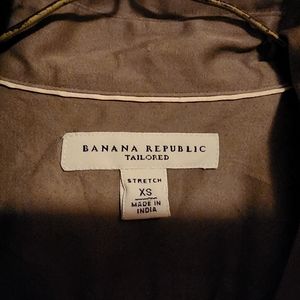 BANANA REPUBLIC
TAILORED
STRETCH
XS
MADE IN
INDIA